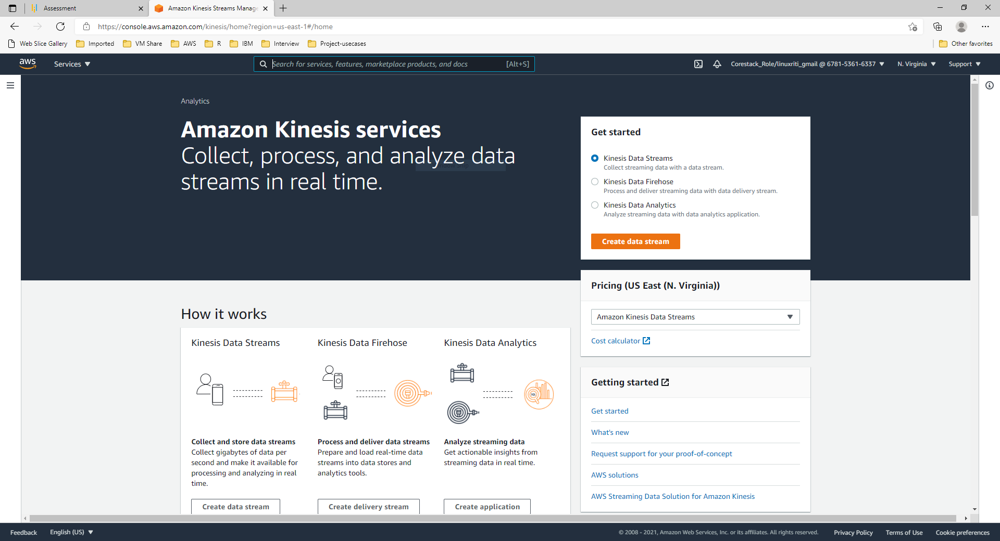 Assessment
Amazon Kinesis Streams Manage
https://console.aws.amazon.com/kinesis/home?region=us-east-1#/home
Web Slice Gallery
Imported
VM Share
AWS
R
IBM
Interview
Project-usecases
Other favorites
aws
Services
Search for services, features, marketplace products, and docs
[Alt+S]
Corestack_Role/linuxriti_gmail @ 6781-5361-6337
N. Virginia
Support
Analytics
Amazon Kinesis services
Collect, process, and analyze data
streams in real time.
Get started
Kinesis Data Streams
Collect streaming data with a data stream.
Kinesis Data Firehose
Process and deliver streaming data with data delivery stream.
Kinesis Data Analytics
Analyze streaming data with data analytics application.
Create data stream
Pricing (US East (N. Virginia))
Amazon Kinesis Data Streams
Cost calculator
Getting started
Get started
What's new
Request support for your proof-of-concept
AWS solutions
AWS Streaming Data Solution for Amazon Kinesis
How it works
Kinesis Data Streams
Collect and store data streams
Collect gigabytes of data per
second and make it available for
processing and analyzing in real
time.
Create data stream
Kinesis Data Firehose
Process and deliver data streams
Prepare and load real-time data
streams into data stores and
analytics tools.
Create delivery stream
Kinesis Data Analytics
SQL
Analyze streaming data
Get actionable insights from
streaming data in real time.
Create application
Feedback
English (US)
© 2008 - 2021, Amazon Web Services, Inc. or its affiliates. All rights reserved.
Privacy Policy
Terms of Use
Cookie preferences